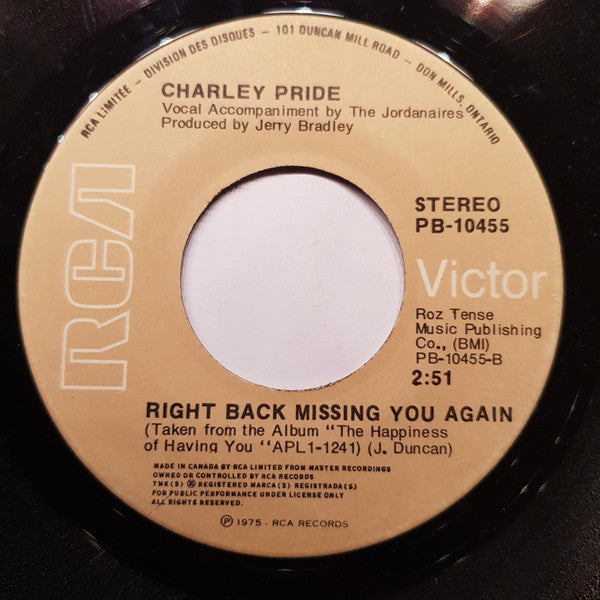 RCA LIMITÉE – DIVISION DES DISQUES – 101 DUNCAN MILL ROAD – DON MILLS, ONTARIO
CHARLEY PRIDE
Vocal Accompaniment by The Jordanaires
Produced by Jerry Bradley
RCA
STEREO
PB-10455
Victor
Roz Tense
Music Publishing
Co., (BMI)
PB-10455-B
2:51
RIGHT BACK MISSING YOU AGAIN
(Taken from the Album "The Happiness
of Having You "APL1-1241) (J. Duncan)
MADE IN CANADA BY RCA LIMITED FROM MASTER RECORDINGS
OWNED OR CONTROLLED BY RCA RECORDS
TMK(S) ® REGISTERED MARCA(S) REGISTRADA(S)
FOR PUBLIC PERFORMANCE UNDER LICENSE ONLY
ALL RIGHTS RESERVED.
℗ 1975 - RCA RECORDS